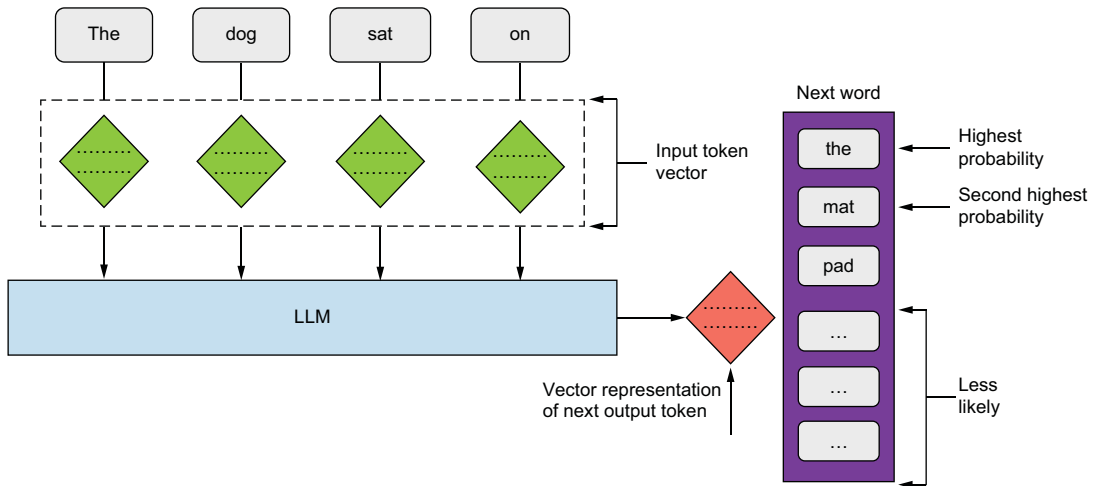 The
dog
sat
on
Input token
vector
LLM
Vector representation
of next output token
Next word
the
mat
pad
...
...
...
Highest
probability
Second highest
probability
Less
likely